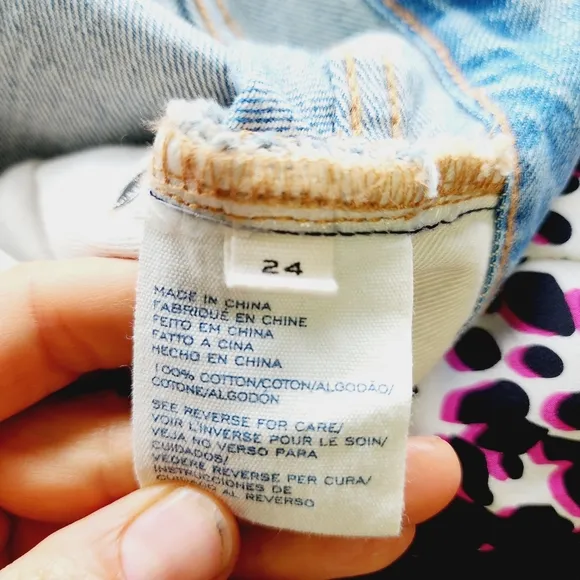 24
MADE IN CHINA
FABRIQUÉ EN CHINE
FEITO EM CHINA
FATTO A CINA
HECHO EN CHINA
100% COTTON/COTON/ALGODÃO/
COTONE/ALGODÓN
SEE REVERSE FOR CARE/
VOIR L'INVERSE POUR LE SOIN/
VEJA NO VERSO PARA
CUIDADOS/
VEDERE REVERSE PER CURA/
INSTRUCCIONES DE
CUIDADO AL REVERSO